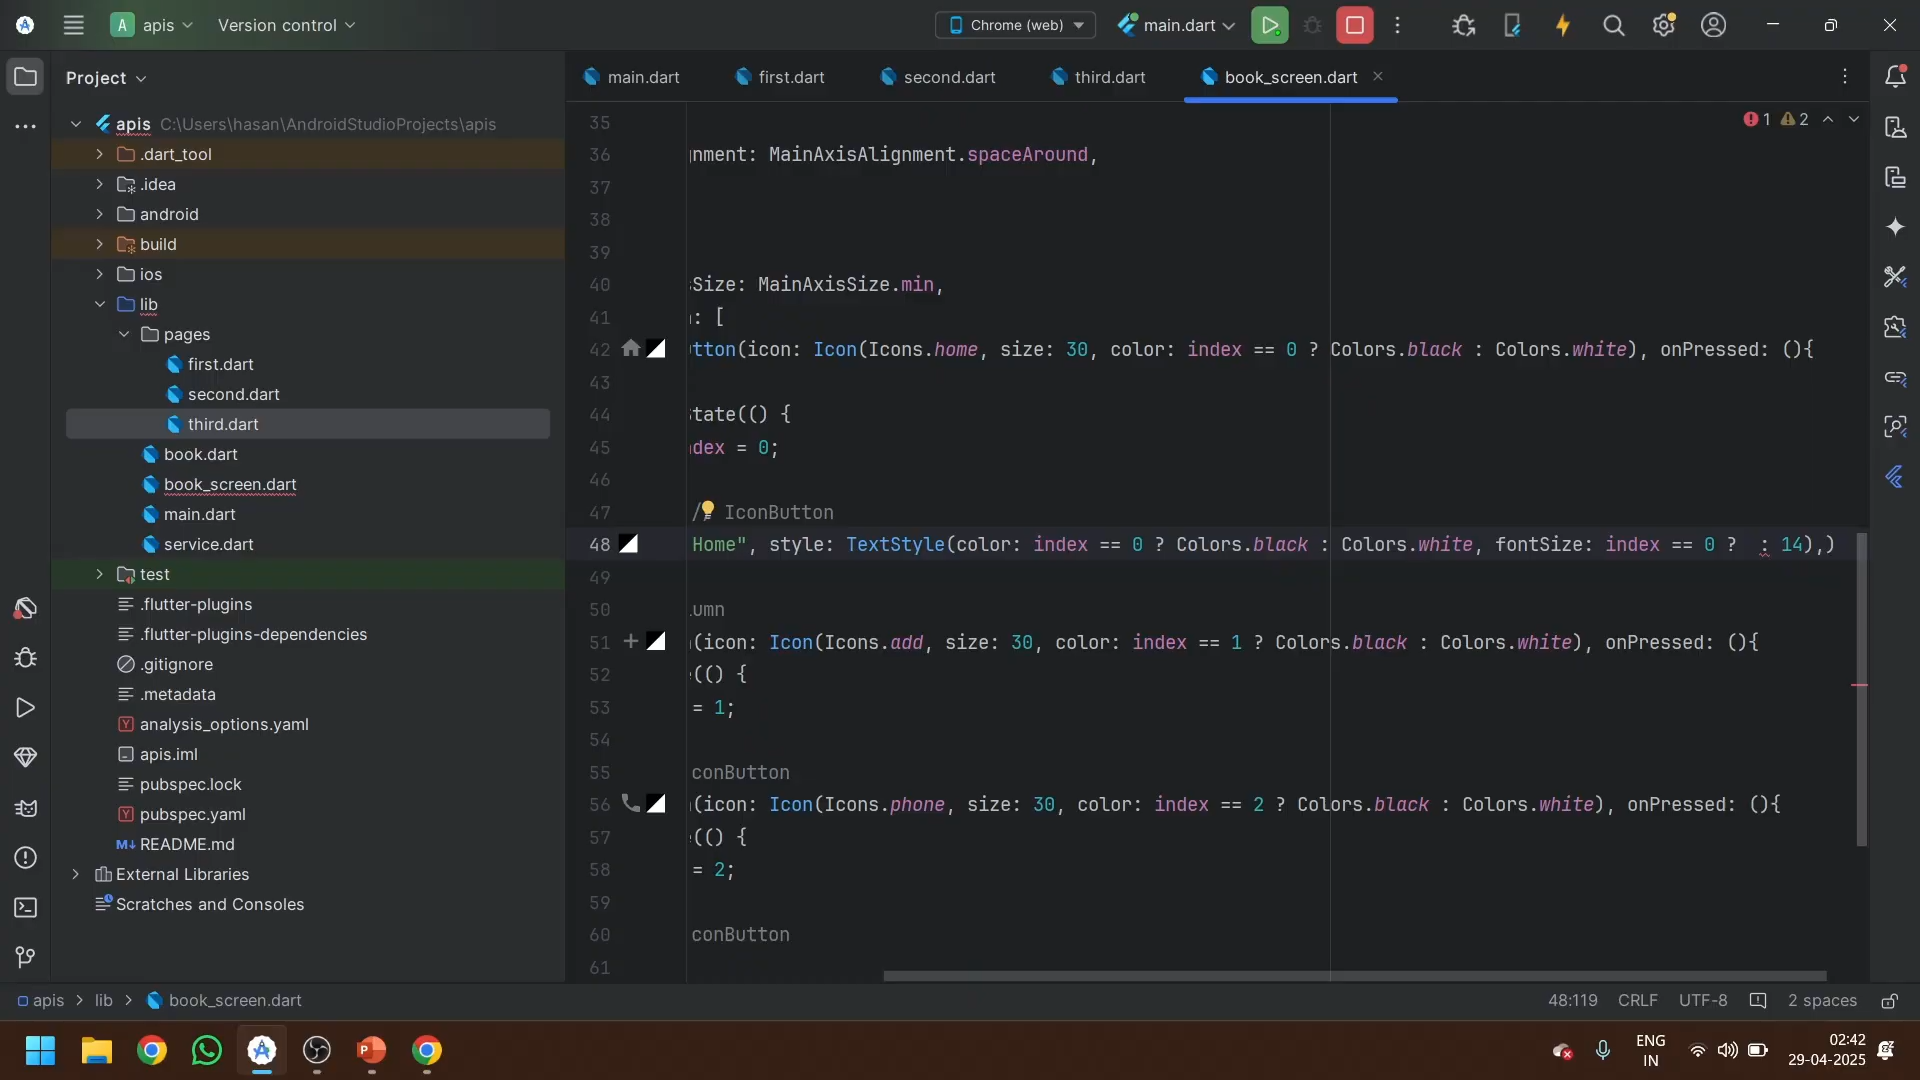 A apis
Version control
Chrome (web)
main.dart
Project
main.dart
first.dart
second.dart
third.dart
book_screen.dart
apis C:\Users\hasan\AndroidStudioProjects\apis
.dart_tool
.idea
android
build
ios
lib
pages
first.dart
second.dart
third.dart
book.dart
book_screen.dart
main.dart
service.dart
test
.flutter-plugins
.flutter-plugins-dependencies
.gitignore
.metadata
analysis_options.yaml
apis.iml
pubspec.lock
pubspec.yaml
README.md
External Libraries
Scratches and Consoles
1 2
35
36 nment: MainAxisAlignment.spaceAround,
37
38
39
40 Size: MainAxisSize.min,
41 : [
42 tton(icon: Icon(Icons.home, size: 30, color: index == 0 ? Colors.black : Colors.white), onPressed: (){
43
44 tate(() {
45 dex = 0;
46
47 / IconButton
48 Home", style: TextStyle(color: index == 0 ? Colors.black : Colors.white, fontSize: index == 0 ?  : 14),)
49
50 umn
51 (icon: Icon(Icons.add, size: 30, color: index == 1 ? Colors.black : Colors.white), onPressed: (){
52 (() {
53 = 1;
54
55 conButton
56 (icon: Icon(Icons.phone, size: 30, color: index == 2 ? Colors.black : Colors.white), onPressed: (){
57 (() {
58 = 2;
59
60 conButton
61
apis > lib > book_screen.dart
48:119 CRLF UTF-8 2 spaces
ENG
IN
02:42
29-04-2025